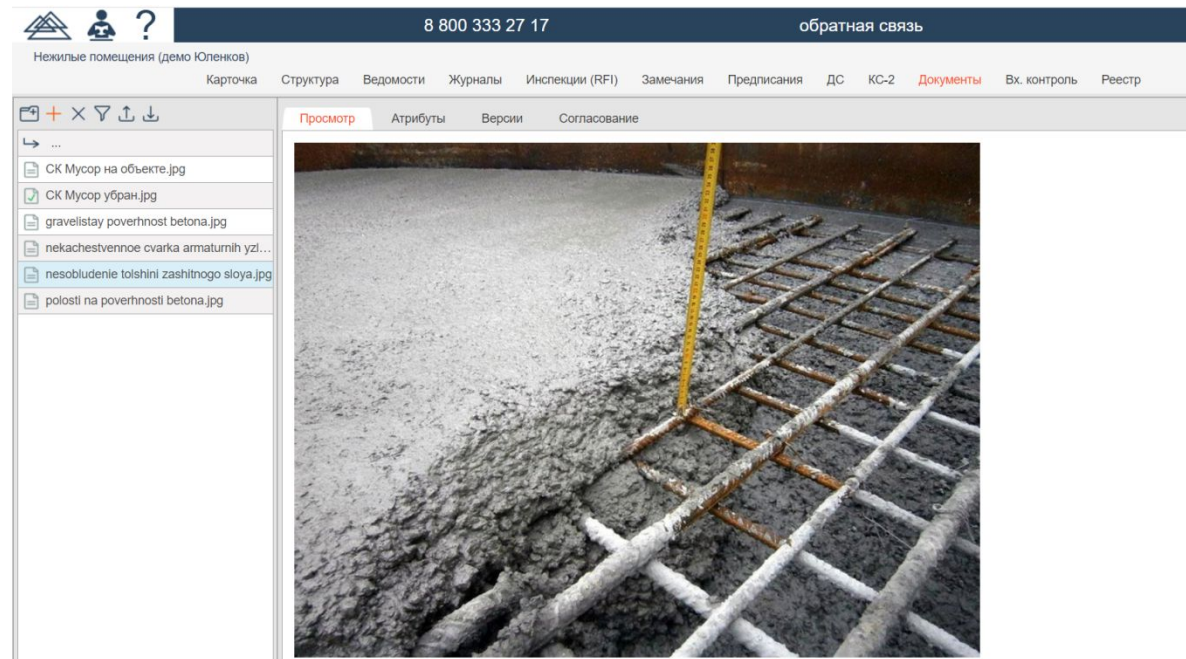 ? 8 800 333 27 17 обратная связь
Нежилые помещения (демо Юленков)
Карточка Структура Ведомости Журналы Инспекции (RFI) Замечания Предписания ДС КС-2 Документы Вх. контроль Реестр
Просмотр Атрибуты Версии Согласование
...
СК Мусор на объекте.jpg
СК Мусор убран.jpg
gravelistay poverhnost betona.jpg
nekachestvennoe cvarka armaturnih yzl...
nesobludenie tolshini zashitnogo sloya.jpg
polosti na poverhnosti betona.jpg